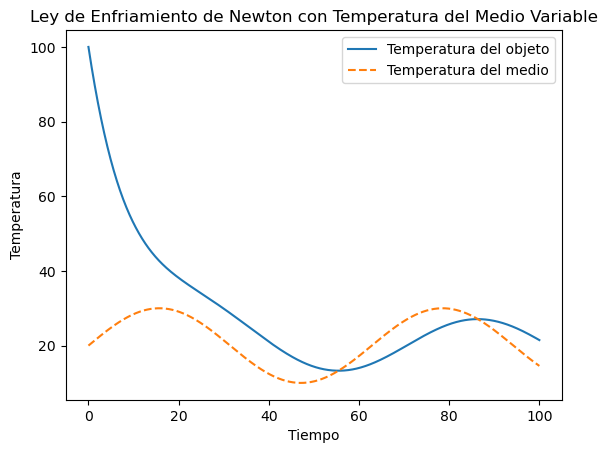 Ley de Enfriamiento de Newton con Temperatura del Medio Variable
Temperatura del objeto
Temperatura del medio
Temperatura
100
80
60
40
20
0 20 40 60 80 100
Tiempo